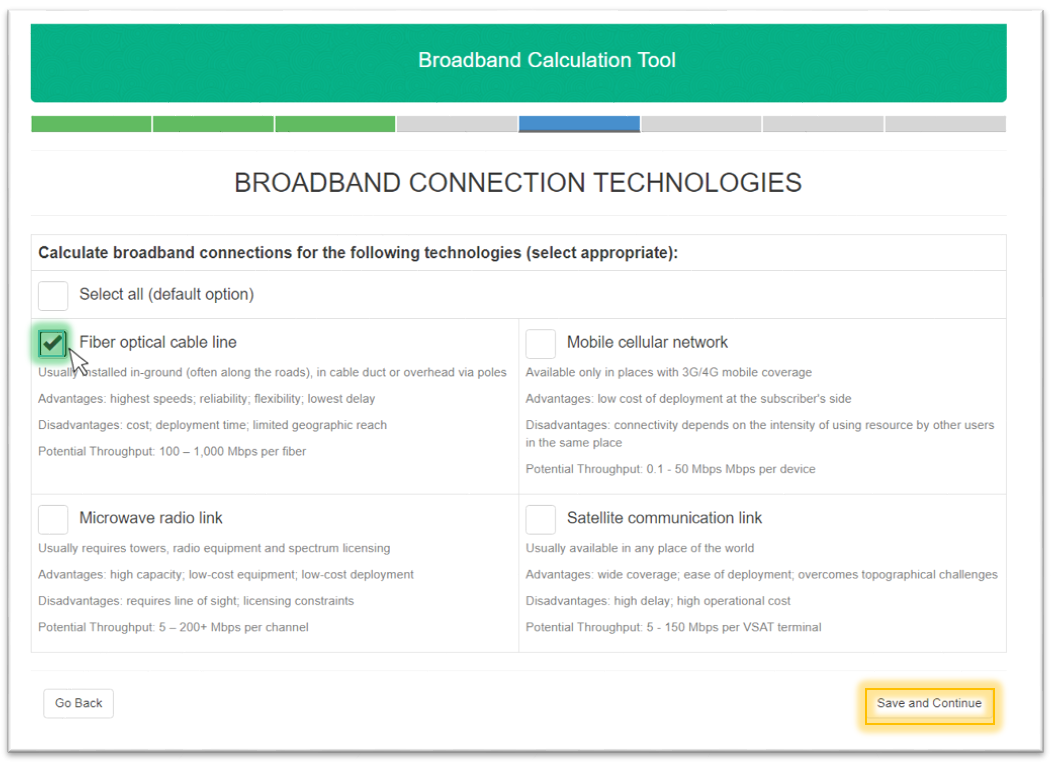 Broadband Calculation Tool
BROADBAND CONNECTION TECHNOLOGIES
Calculate broadband connections for the following technologies (select appropriate):
Select all (default option)
Fiber optical cable line
Usually installed in-ground (often along the roads), in cable duct or overhead via poles
Advantages: highest speeds; reliability; flexibility; lowest delay
Disadvantages: cost; deployment time; limited geographic reach
Potential Throughput: 100 – 1,000 Mbps per fiber
Mobile cellular network
Available only in places with 3G/4G mobile coverage
Advantages: low cost of deployment at the subscriber's side
Disadvantages: connectivity depends on the intensity of using resource by other users
in the same place
Potential Throughput: 0.1 - 50 Mbps Mbps per device
Microwave radio link
Usually requires towers, radio equipment and spectrum licensing
Advantages: high capacity; low-cost equipment; low-cost deployment
Disadvantages: requires line of sight; licensing constraints
Potential Throughput: 5 – 200+ Mbps per channel
Satellite communication link
Usually available in any place of the world
Advantages: wide coverage; ease of deployment; overcomes topographical challenges
Disadvantages: high delay; high operational cost
Potential Throughput: 5 - 150 Mbps per VSAT terminal
Go Back
Save and Continue